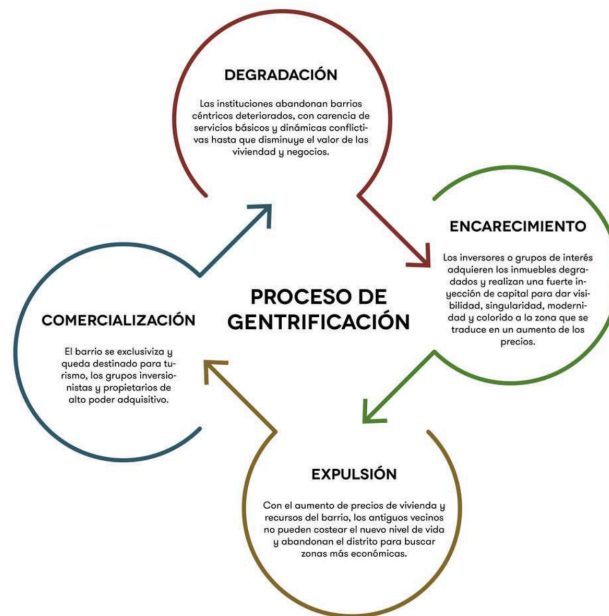 DEGRADACIÓN
Las instituciones abandonan barrios
céntricos deteriorados, con carencia de
servicios básicos y dinámicas conflicti-
vas hasta que disminuye el valor de las
viviendad y negocios.
ENCARECIMIENTO
Los inversores o grupos de interés
adquieren los inmuebles degra-
dados y realizan una fuerte in-
yección de capital para dar visi-
bilidad, singularidad, moderni-
dad y colorido a la zona que se
traduce en un aumento de los
precios.
PROCESO DE
GENTRIFICACIÓN
COMERCIALIZACIÓN
El barrio se exclusiviza y
queda destinado para tu-
rismo, los grupos inversio-
nistas y propietarios de
alto poder adquisitivo.
EXPULSIÓN
Con el aumento de precios de vivienda y
recursos del barrio, los antiguos vecinos
no pueden costear el nuevo nivel de vida
y abandonan el distrito para buscar
zonas más económicas.